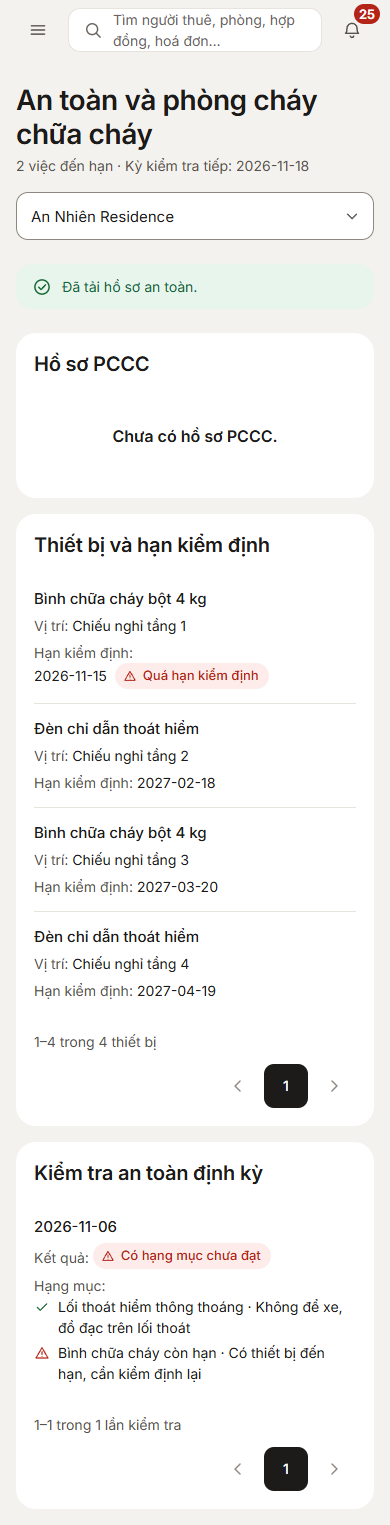 Tìm người thuê, phòng, hợp
đồng, hoá đơn...
25
An toàn và phòng cháy
chữa cháy
2 việc đến hạn · Kỳ kiểm tra tiếp: 2026-11-18
An Nhiên Residence
Đã tải hồ sơ an toàn.
Hồ sơ PCCC
Chưa có hồ sơ PCCC.
Thiết bị và hạn kiểm định
Bình chữa cháy bột 4 kg
Vị trí: Chiếu nghỉ tầng 1
Hạn kiểm định:
2026-11-15 Quá hạn kiểm định
Đèn chỉ dẫn thoát hiểm
Vị trí: Chiếu nghỉ tầng 2
Hạn kiểm định: 2027-02-18
Bình chữa cháy bột 4 kg
Vị trí: Chiếu nghỉ tầng 3
Hạn kiểm định: 2027-03-20
Đèn chỉ dẫn thoát hiểm
Vị trí: Chiếu nghỉ tầng 4
Hạn kiểm định: 2027-04-19
1–4 trong 4 thiết bị
1
Kiểm tra an toàn định kỳ
2026-11-06
Kết quả: Có hạng mục chưa đạt
Hạng mục:
Lối thoát hiểm thông thoáng · Không để xe,
đồ đạc trên lối thoát
Bình chữa cháy còn hạn · Có thiết bị đến
hạn, cần kiểm định lại
1–1 trong 1 lần kiểm tra
1